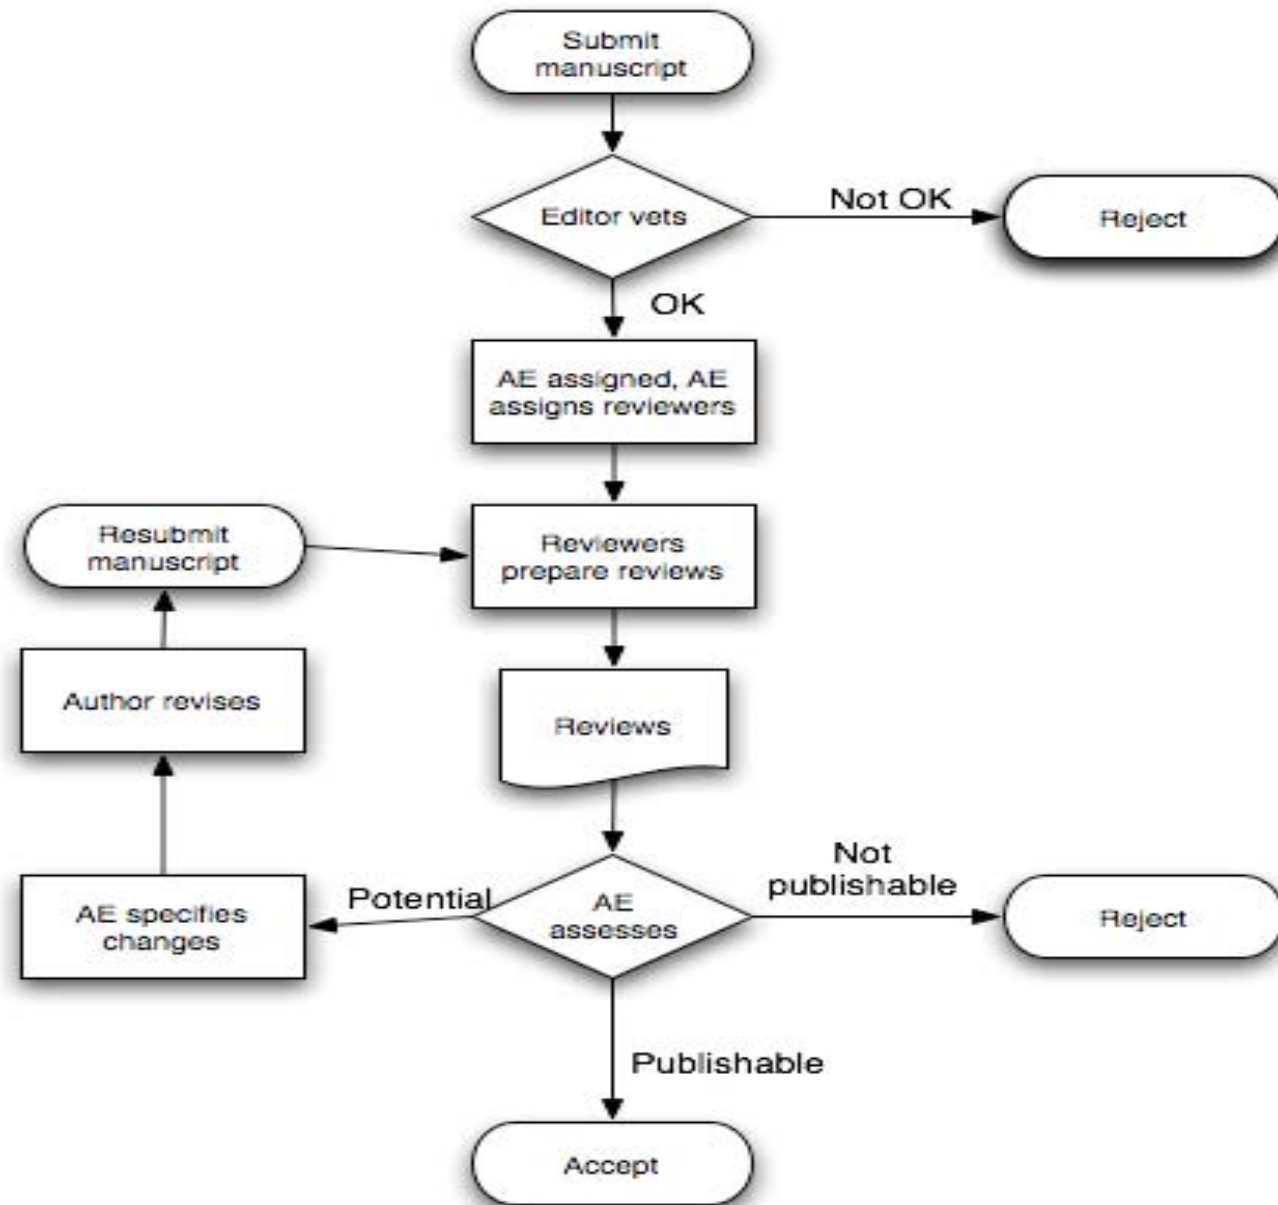 Submit
manuscript
Editor vets
Not OK
Reject
OK
AE assigned, AE
assigns reviewers
Resubmit
manuscript
Reviewers
prepare reviews
Author revises
Reviews
AE specifies
changes
Potential
AE
assesses
Not
publishable
Reject
Publishable
Accept